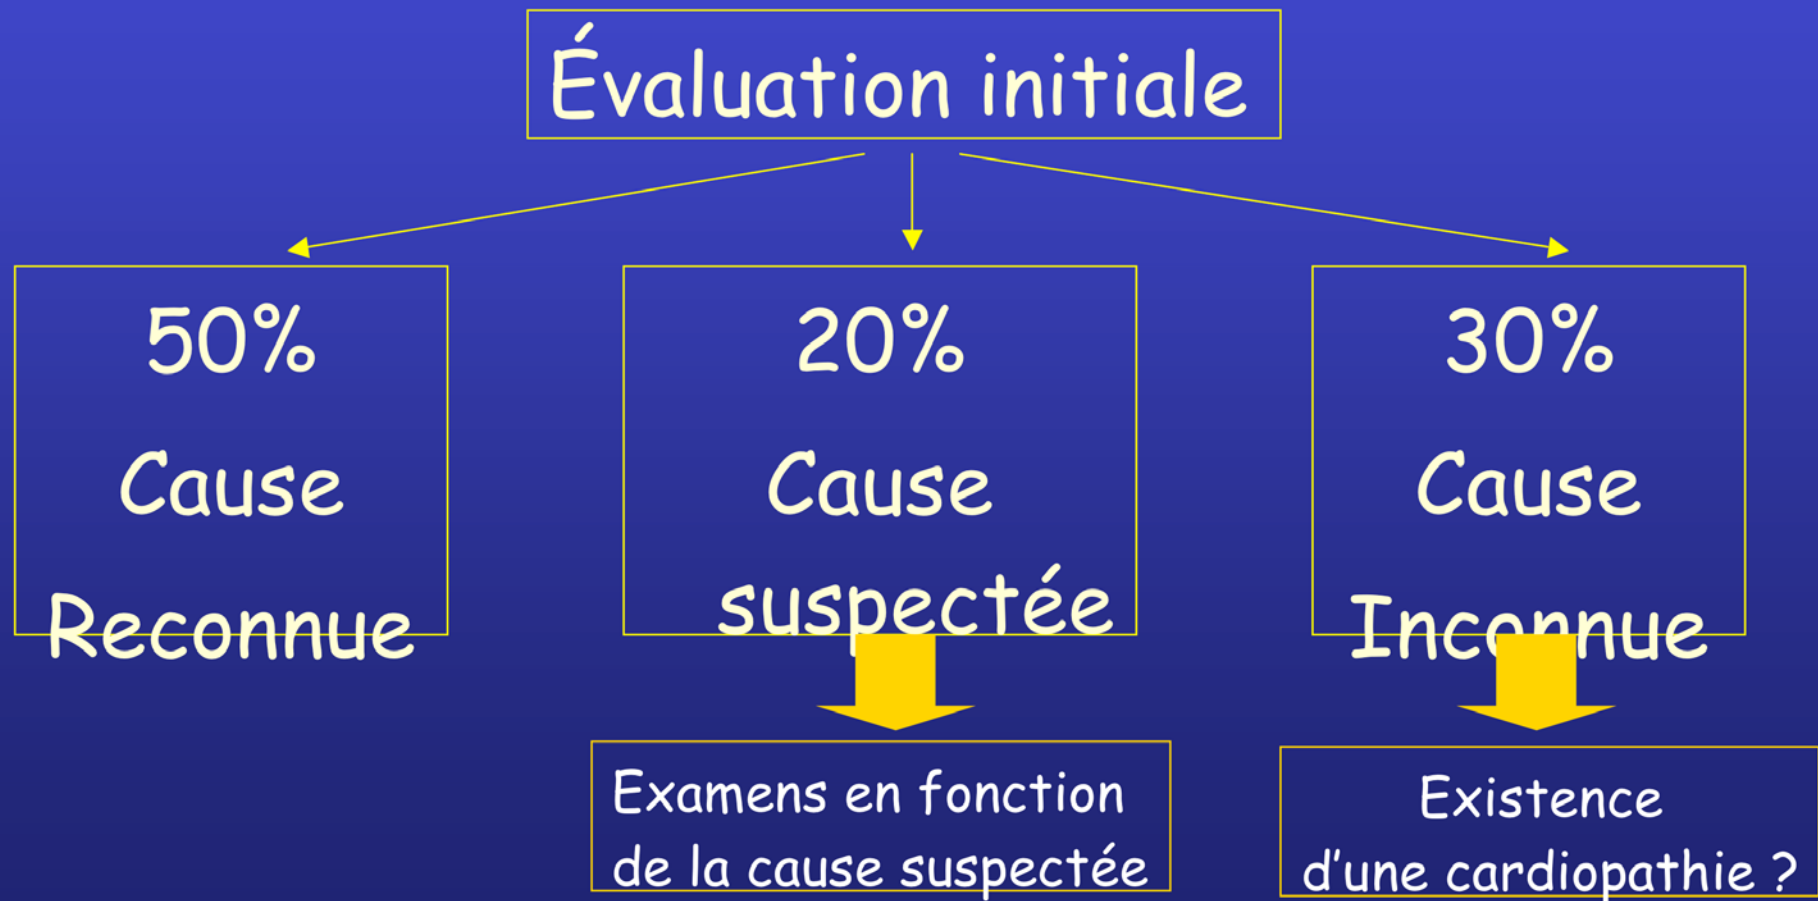 Évaluation initiale
50%
Cause
Reconnue
20%
Cause
suspectée
30%
Cause
Inconnue
Examens en fonction
de la cause suspectée
Existence
d'une cardiopathie ?